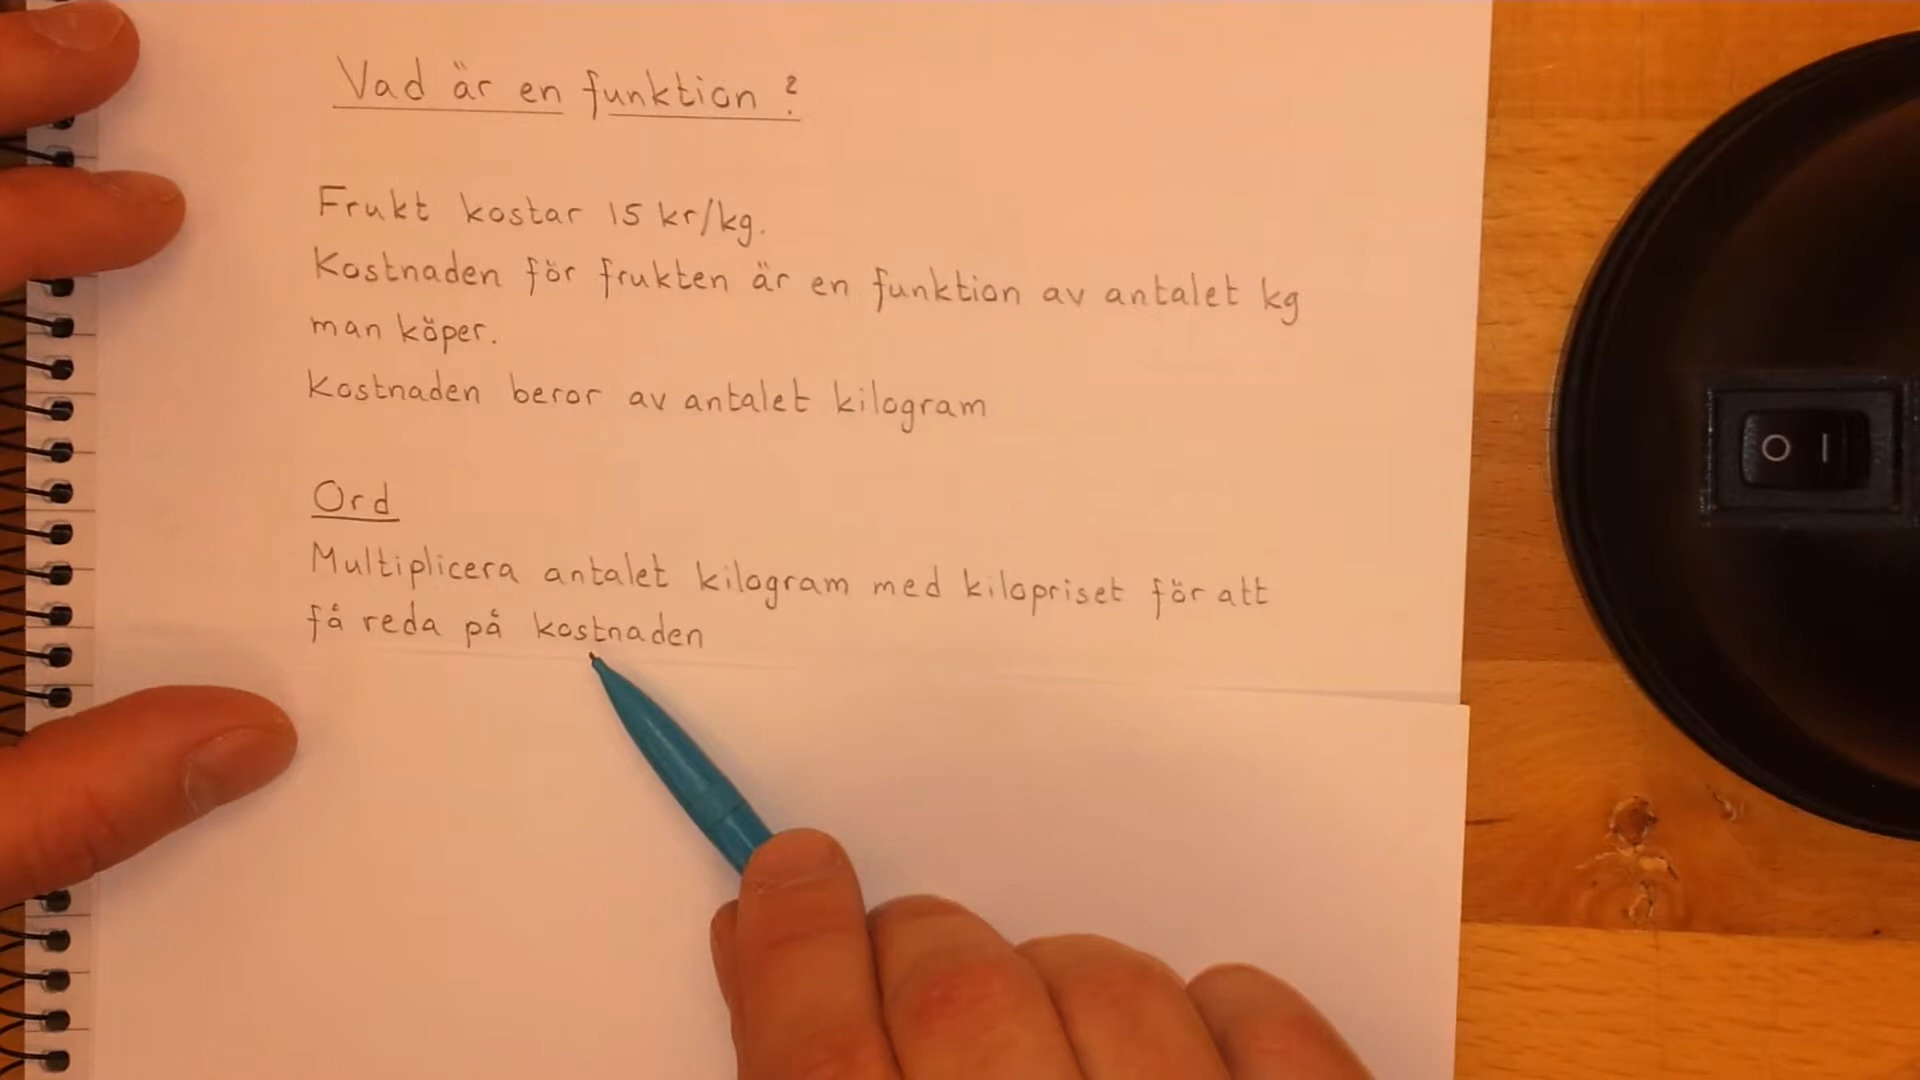 Vad är en funktion?
Frukt kostar 15 kr/kg.
Kostnaden för frukten är en funktion av antalet kg
man köper.
Kostnaden beror av antalet kilogram
Ord
Multiplicera antalet kilogram med kilopriset för att
få reda på kostnaden
O I